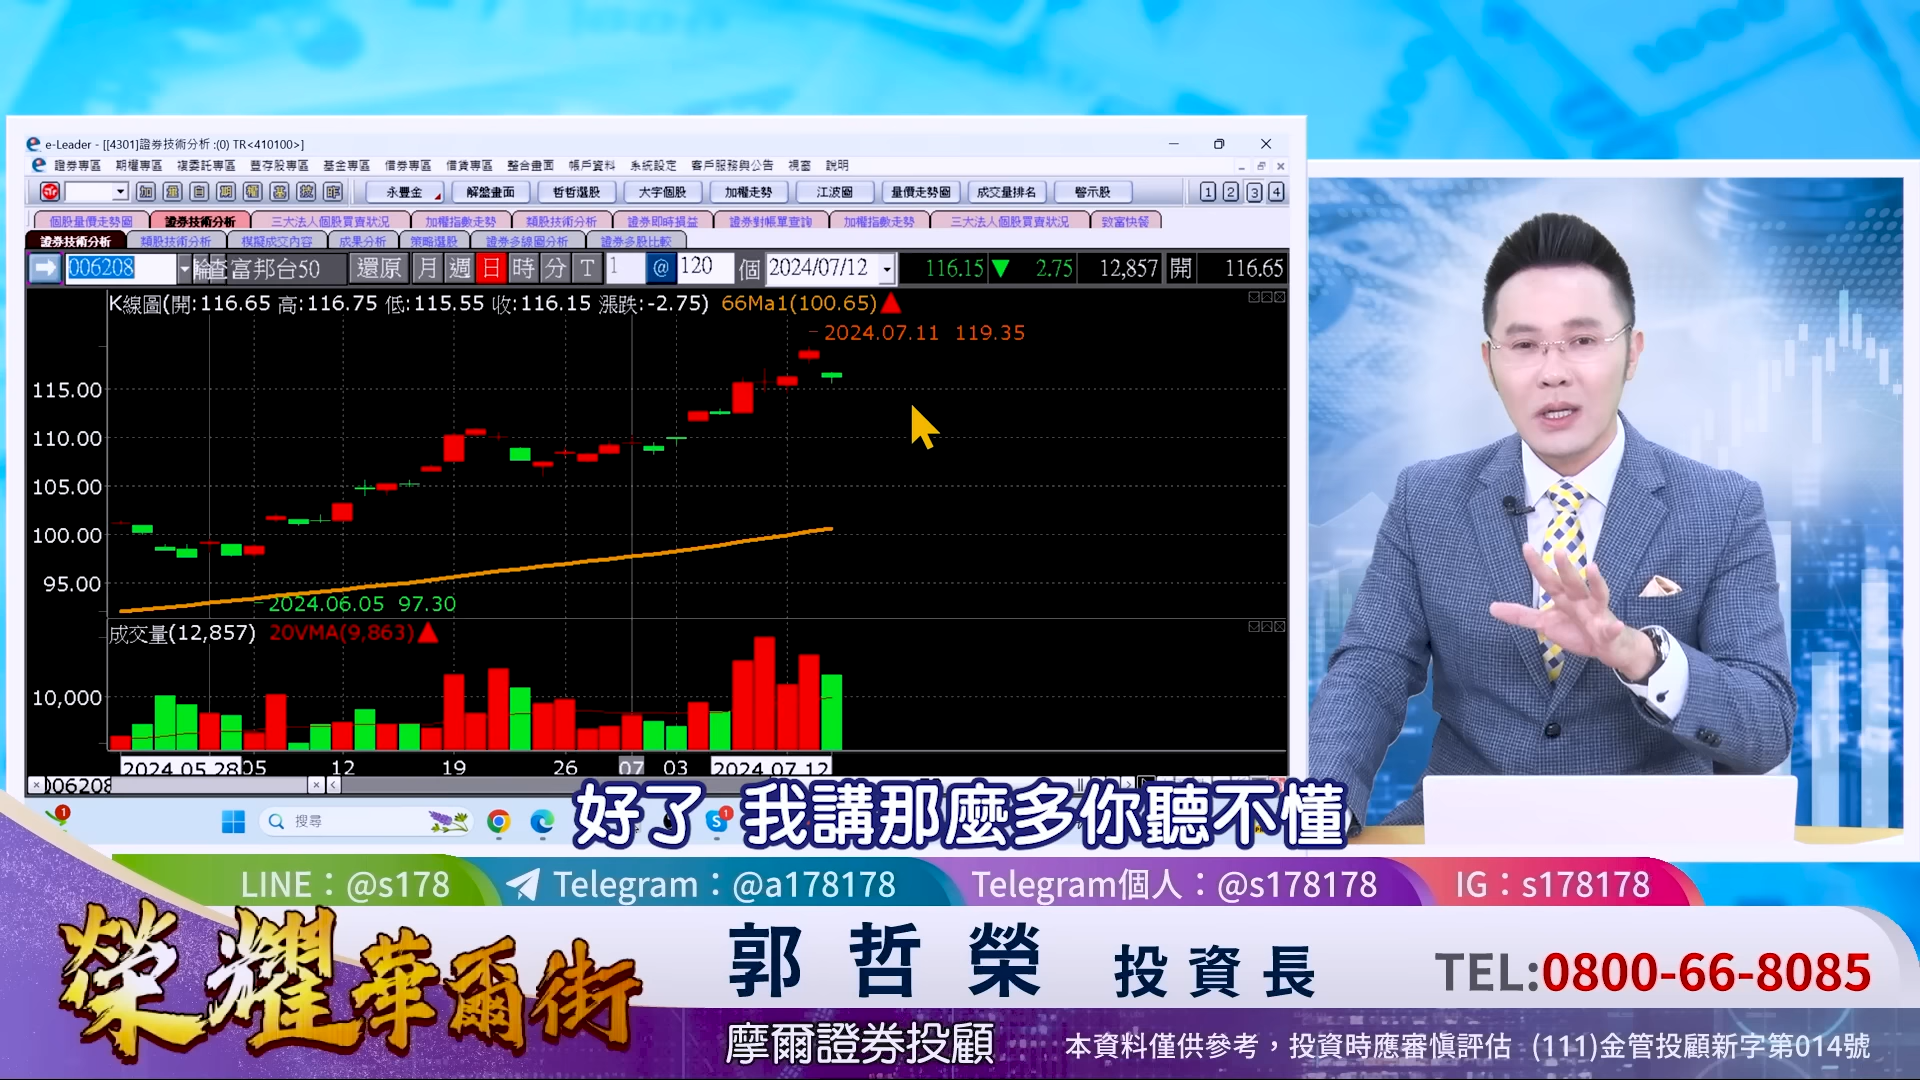 e-Leader - [[4301]證券技術分析 :(0) TR<410100>]
證券專區 期權專區 複委託專區 豐存股專區 基金專區 信券專區 借貸專區 整合畫面 帳戶資料 系統設定 客戶服務與公告 視窗 說明
永豐金 解盤畫面 哲哲選股 大字個股 加權走勢 江波圖 量價走勢圖 成交量排名 警示股 1 2 3 4
個股量價走勢圖 證券技術分析 三大法人個股買賣狀況 加權指數走勢 類股技術分析 證券即時損益 證券對帳單查詢 加權指數走勢 三大法人個股買賣狀況 致富快餐
證券技術分析 類股技術分析 模擬成交內容 成果分析 策略選股 證券多線圖分析 證券多股比較
006208 富邦台50 還原 月 週 日 時 分 T 1 @ 120 個 2024/07/12 116.15▼ 2.75 12,857 開 116.65
K線圖(開:116.65 高:116.75 低:115.55 收:116.15 漲跌:-2.75) 66Ma1(100.65)▲
2024.07.11 119.35
115.00
110.00
105.00
100.00
95.00
2024.06.05 97.30
成交量(12,857) 20VMA(9,863)▲
10,000
2024.05.28 05 12 19 26 07 03 2024.07.12
006208
搜尋
好了 我講那麼多你聽不懂
LINE：@s178 Telegram：@a178178 Telegram個人：@s178178 IG：s178178
榮耀華爾街
郭哲榮 投資長 TEL:0800-66-8085
摩爾證券投顧 本資料僅供參考，投資時應審慎評估 (111)金管投顧新字第014號